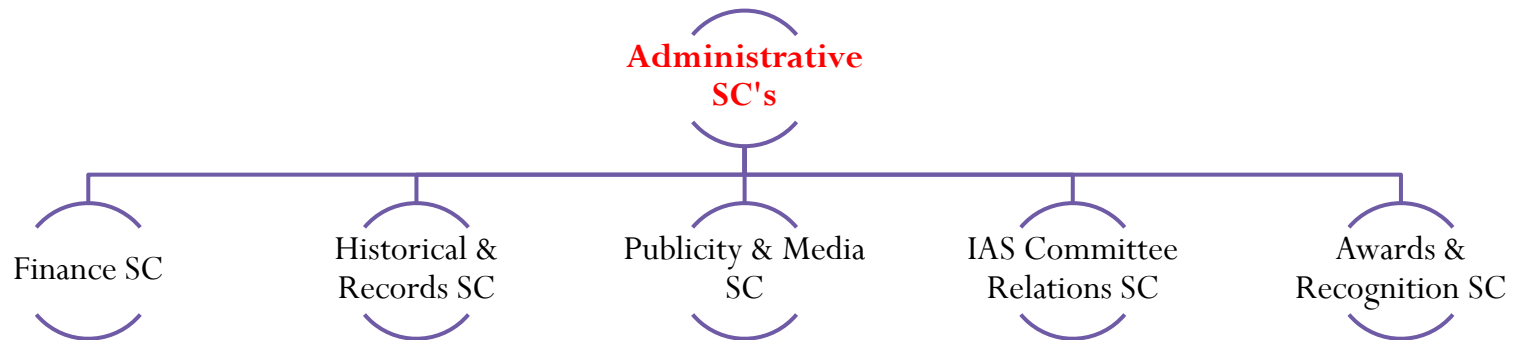 Administrative
SC's
Finance SC
Historical &
Records SC
Publicity & Media
SC
IAS Committee
Relations SC
Awards &
Recognition SC